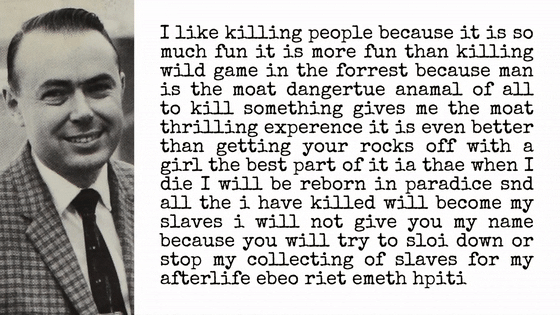 I like killing people because it is so
much fun it is more fun than killing
wild game in the forrest because man
is the moat dangertue anamal of all
to kill something gives me the moat
thrilling experence it is even better
than getting your rocks off with a
girl the best part of it ia thae when I
die I will be reborn in paradice snd
all the i have killed will become my
slaves i will not give you my name
because you will try to sloi down or
stop my collecting of slaves for my
afterlife ebeo riet emeth hpiti